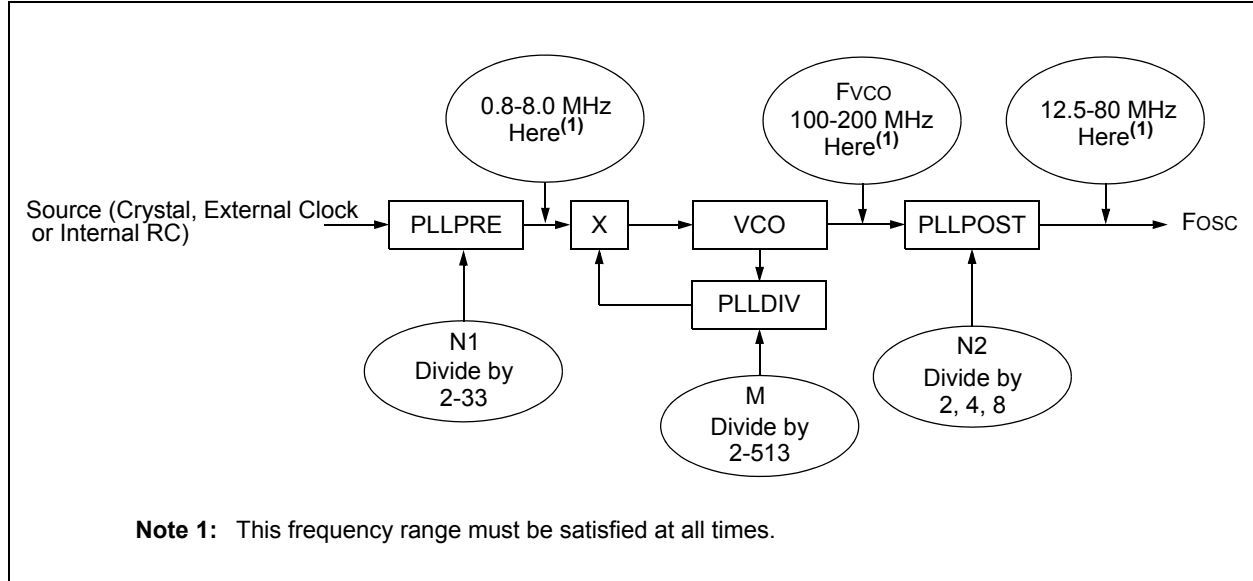 0.8-8.0 MHz
Here(1)
FVCO
100-200 MHz
Here(1)
12.5-80 MHz
Here(1)
Source (Crystal, External Clock
or Internal RC)
PLLPRE
X
VCO
PLLPOST
FOSC
PLLDIV
N1
Divide by
2-33
M
Divide by
2-513
N2
Divide by
2, 4, 8
Note 1: This frequency range must be satisfied at all times.